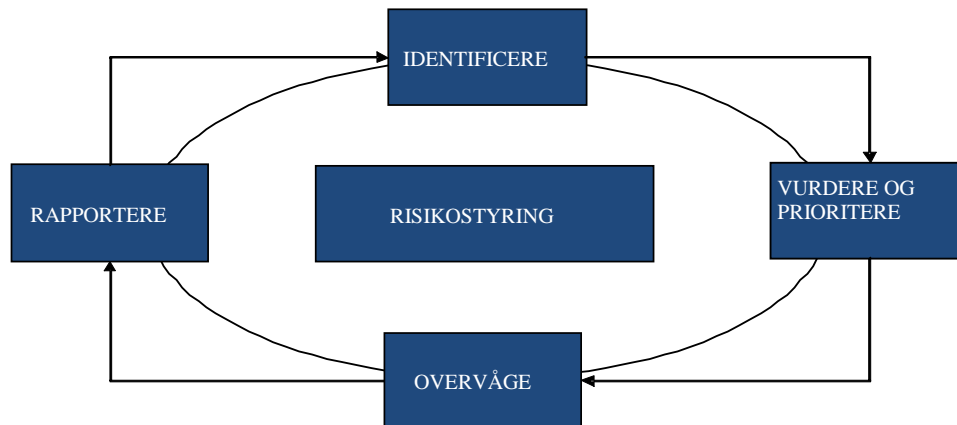 IDENTIFICERE
RAPPORTERE
RISIKOSTYRING
VURDERE OG
PRIORITERE
OVERVÅGE